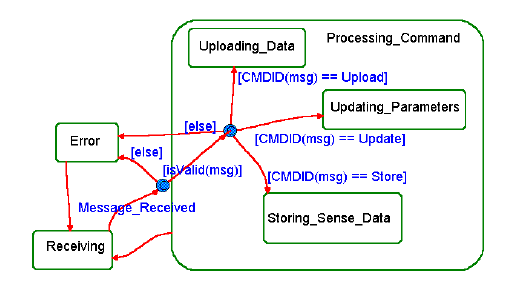 Processing_Command
Uploading_Data
[CMDID(msg) == Upload]
Updating_Parameters
[else]
Error
[CMDID(msg) == Update]
[else]
[isValid(msg)]
[CMDID(msg) == Store]
Message_Received
Storing_Sense_Data
Receiving